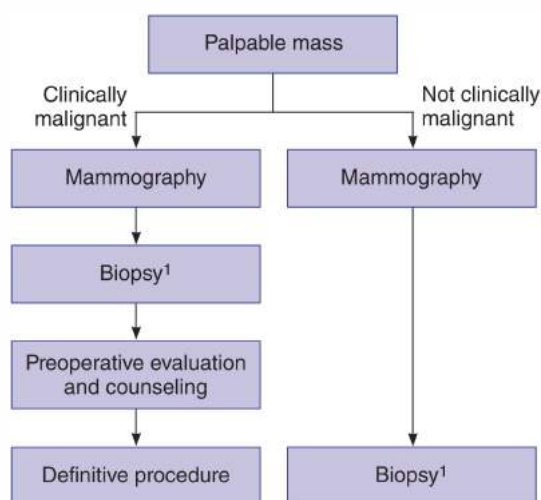 Palpable mass
Clinically
malignant
Not clinically
malignant
Mammography
Mammography
Biopsy¹
Preoperative evaluation
and counseling
Definitive procedure
Biopsy¹